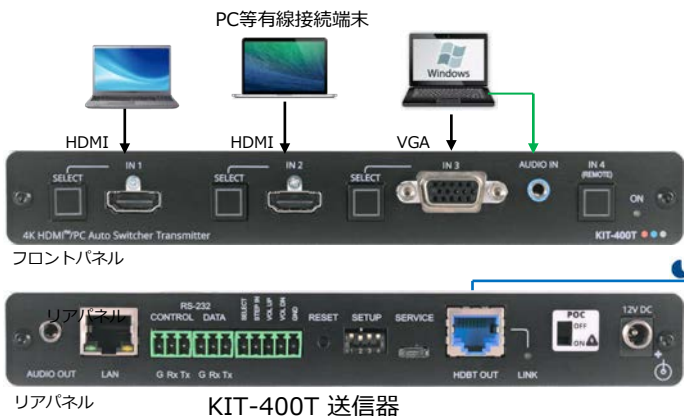 PC等有線接続端末
Windows
HDMI
HDMI
VGA
IN 1
IN 2
IN 3
AUDIO IN
IN 4
(REMOTE)
SELECT
SELECT
SELECT
ON
4K HDMI™/PC Auto Switcher Transmitter
KIT-400T
フロントパネル
リアパネル
RS-232
CONTROL DATA
SELECT
STEP IN
VOL UP
VOL DN
GND
RESET
SETUP
SERVICE
POC
OFF
ON
12V DC
AUDIO OUT
LAN
G Rx Tx G Rx Tx
HDBT OUT
LINK
リアパネル
KIT-400T 送信器